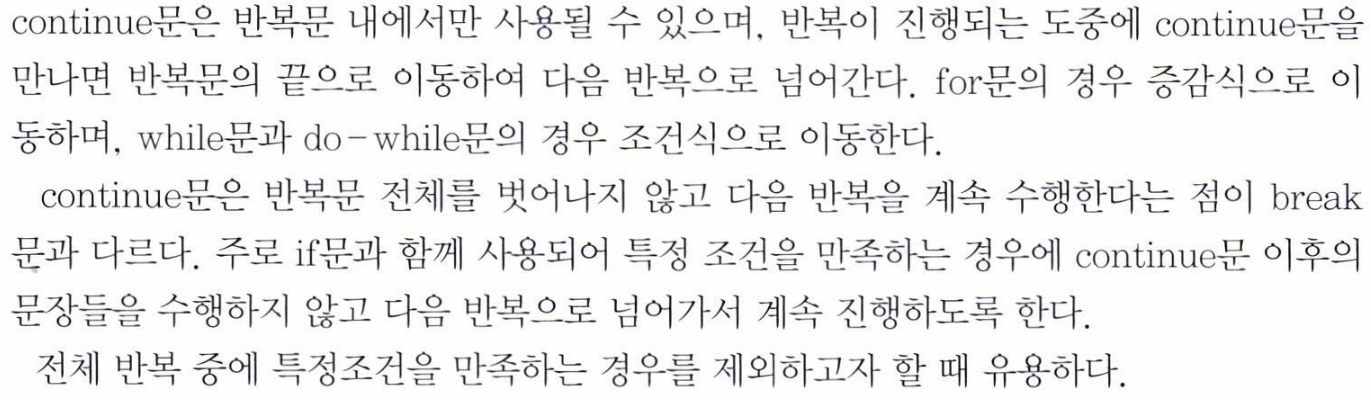 continue문은 반복문 내에서만 사용될 수 있으며, 반복이 진행되는 도중에 continue문을
만나면 반복문의 끝으로 이동하여 다음 반복으로 넘어간다. for문의 경우 증감식으로 이
동하며, while문과 do-while문의 경우 조건식으로 이동한다.
continue문은 반복문 전체를 벗어나지 않고 다음 반복을 계속 수행한다는 점이 break
문과 다르다. 주로 if문과 함께 사용되어 특정 조건을 만족하는 경우에 continue문 이후의
문장들을 수행하지 않고 다음 반복으로 넘어가서 계속 진행하도록 한다.
전체 반복 중에 특정조건을 만족하는 경우를 제외하고자 할 때 유용하다.